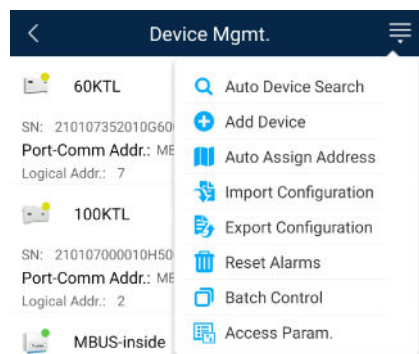 Device Mgmt.
60KTL
SN: 210107352010G60
Port-Comm Addr.:
Logical Addr.: 7
100KTL
SN: 210107000010H50
Port-Comm Addr.:
Logical Addr.: 2
MBUS-inside
Auto Device Search
Add Device
Auto Assign Address
Import Configuration
Export Configuration
Reset Alarms
Batch Control
Access Param.